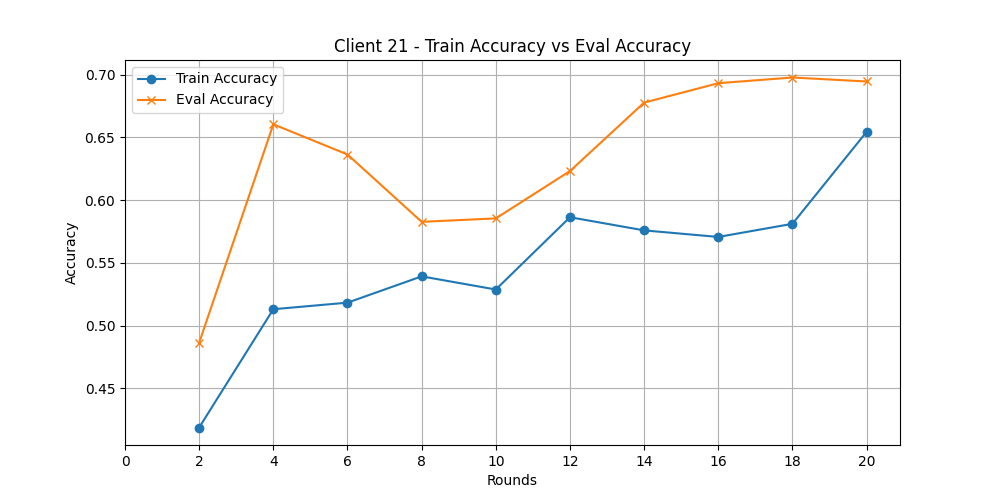 Client 21 - Train Accuracy vs Eval Accuracy
Train Accuracy
Eval Accuracy
Accuracy
0.70
0.65
0.60
0.55
0.50
0.45
0 2 4 6 8 10 12 14 16 18 20
Rounds